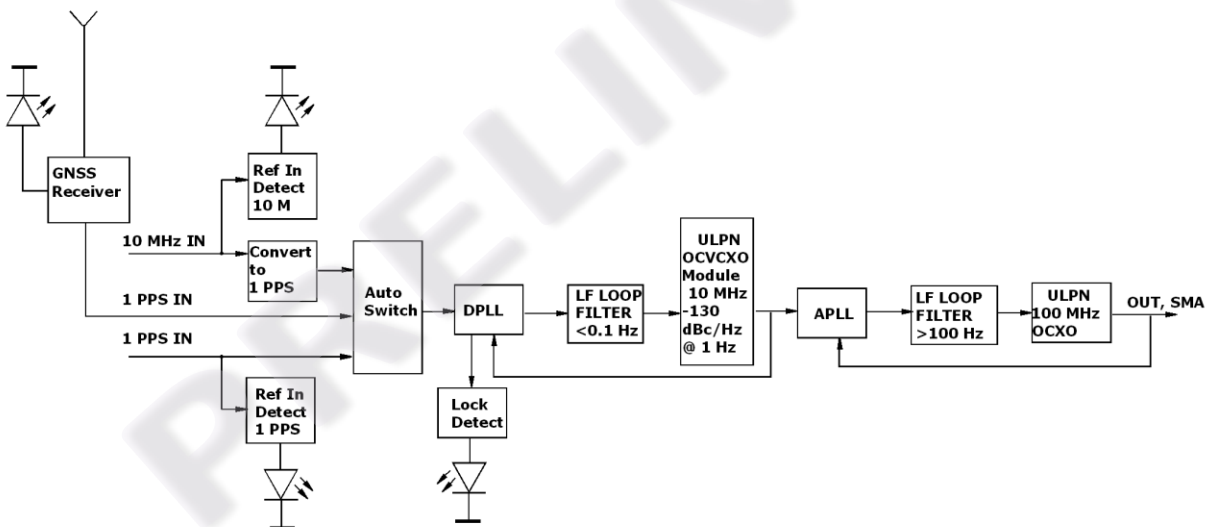 PRELIM
GNSS
Receiver
Ref In
Detect
10 M
10 MHz IN
Convert
to
1 PPS
1 PPS IN
1 PPS IN
Auto
Switch
Ref In
Detect
1 PPS
DPLL
Lock
Detect
LF LOOP
FILTER
<0.1 Hz
ULPN
OCVCXO
Module
10 MHz
-130
dBc/Hz
@ 1 Hz
APLL
LF LOOP
FILTER
>100 Hz
ULPN
100 MHz
OCXO
OUT, SMA